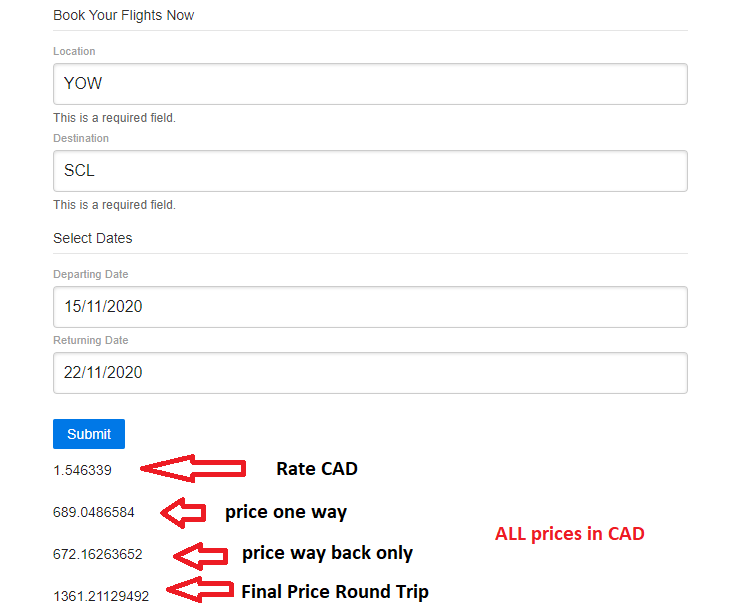 Book Your Flights Now
Location
YOW
This is a required field.
Destination
SCL
This is a required field.
Select Dates
Departing Date
15/11/2020
Returning Date
22/11/2020
Submit
1.546339 Rate CAD
689.0486584 price one way
ALL prices in CAD
672.16263652 price way back only
1361.21129492 Final Price Round Trip